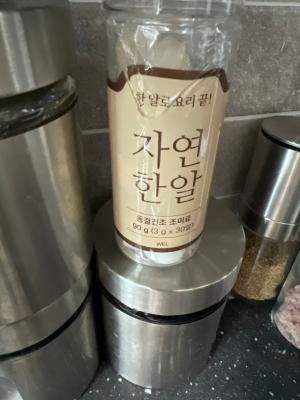 한 알로 요리 끝!
자연
한알
동결건조 조미료
90 g (3 g x 30알)
WEL